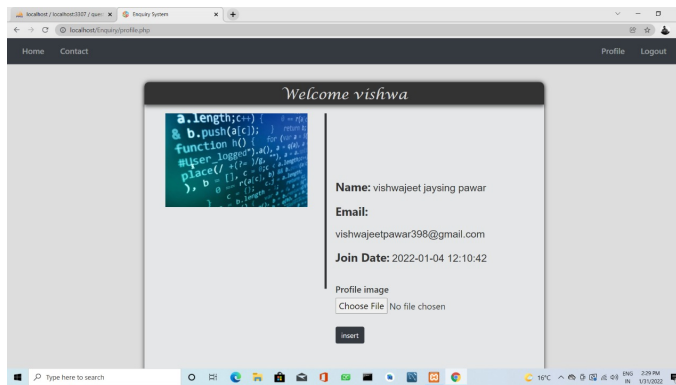 localhost / localhost:3307 / quer
Enquiry System
localhost/Enquiry/profile.php
Home Contact Profile Logout
Welcome vishwa
a.length;c++) {
& b.push(a[c]); } return b;
function h() { for (var a =
#User_logged").a(), a =
place(/ +(?= )/g, ""), a =
), b = [], c =
Name: vishwajeet jaysing pawar
Email:
vishwajeetpawar398@gmail.com
Join Date: 2022-01-04 12:10:42
Profile image
Choose File No file chosen
insert
Type here to search
16°C
ENG
IN
2:29 PM
1/31/2022